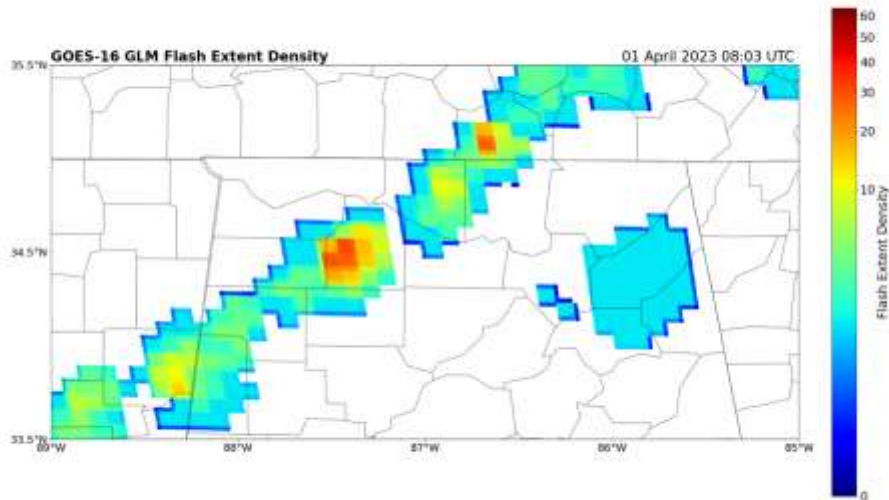 GOES-16 GLM Flash Extent Density 01 April 2023 08:03 UTC
35.5°N
34.5°N
33.5°N
89°W 88°W 87°W 86°W 85°W
60
50
40
30
20
10
0
Flash Extent Density